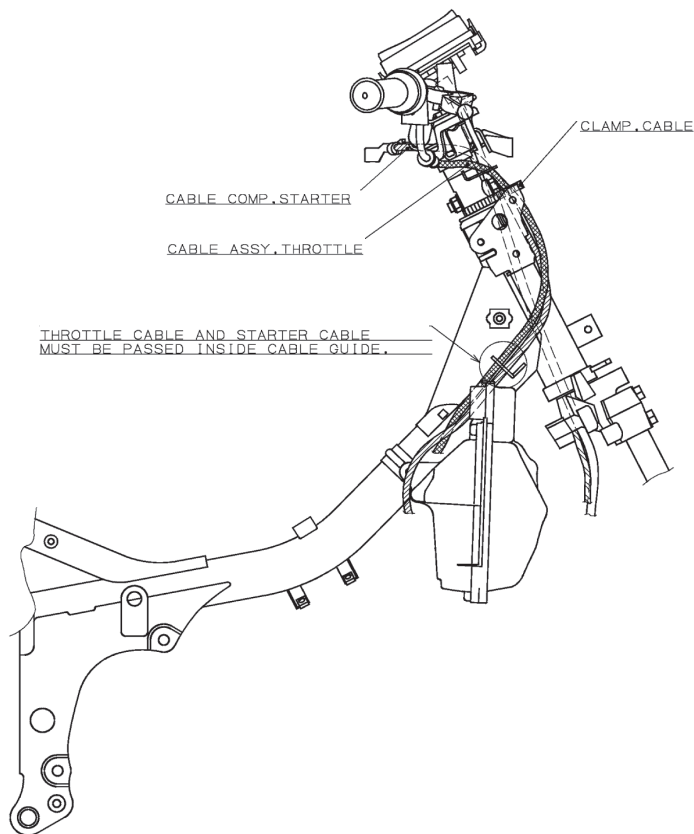 CLAMP.CABLE
CABLE COMP.STARTER
CABLE ASSY.THROTTLE
THROTTLE CABLE AND STARTER CABLE
MUST BE PASSED INSIDE CABLE GUIDE.